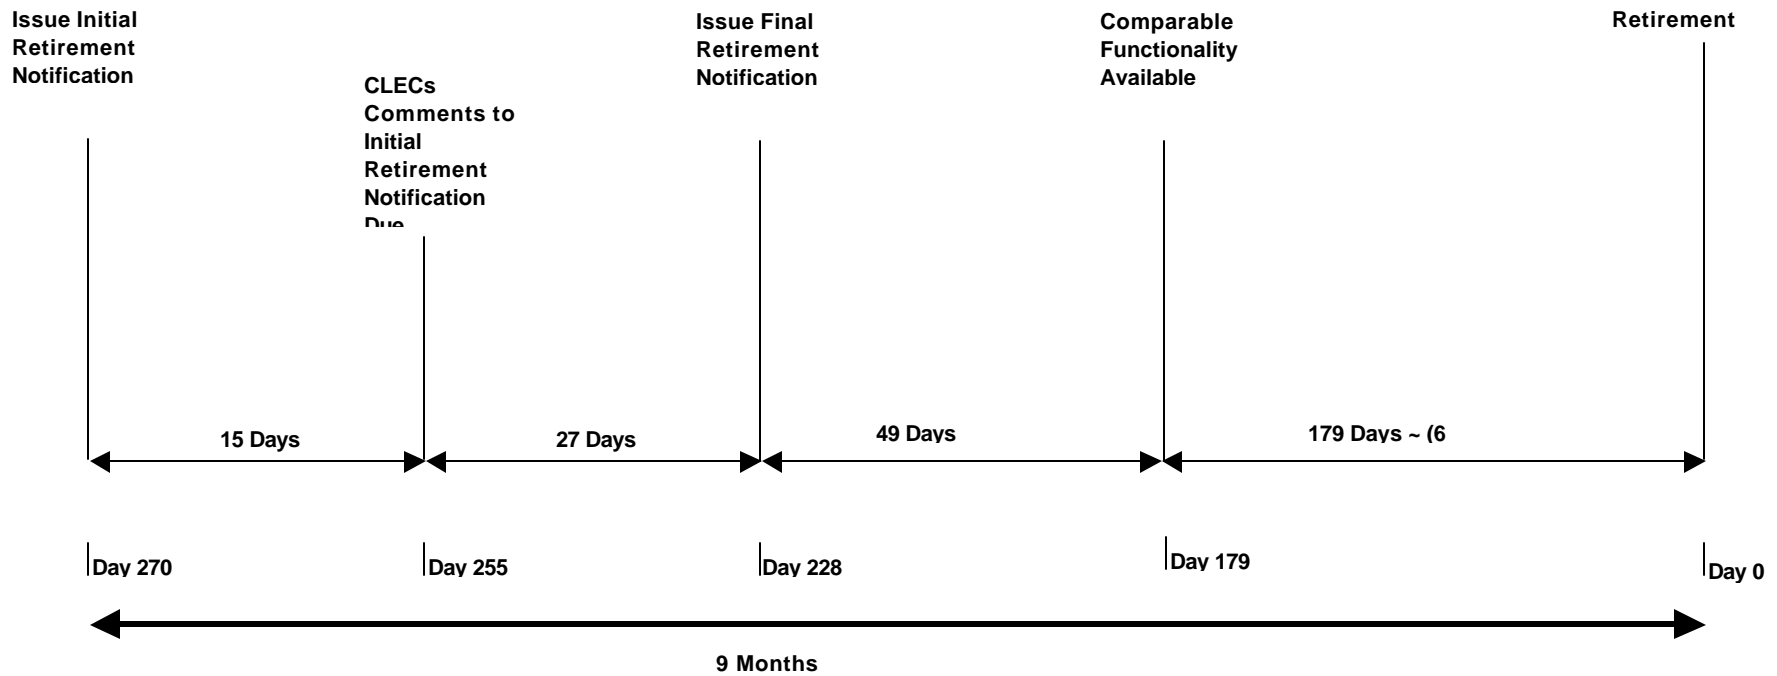 Issue Initial
Retirement
Notification
CLECs
Comments to
Initial
Retirement
Notification
Due
Issue Final
Retirement
Notification
Comparable
Functionality
Available
Retirement
15 Days
27 Days
49 Days
179 Days ~ (6
Day 270
Day 255
Day 228
Day 179
Day 0
9 Months